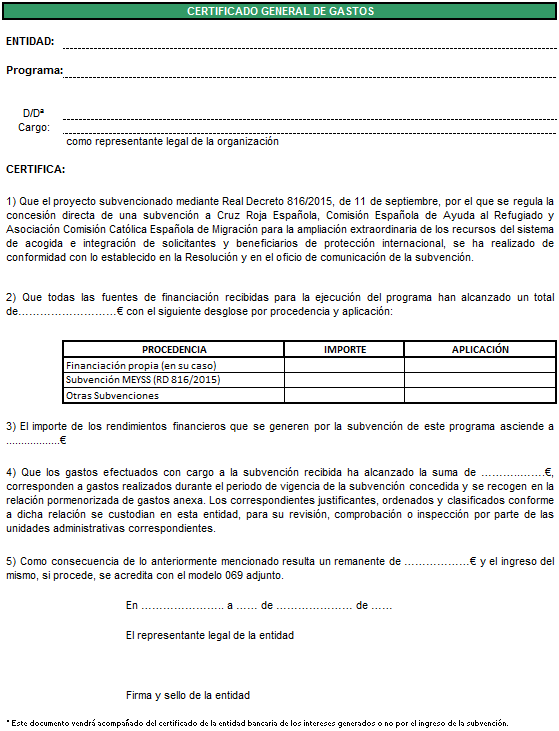 CERTIFICADO GENERAL DE GASTOS
ENTIDAD:
Programa:
D/Dª
Cargo:
como representante legal de la organización
CERTIFICA:
1) Que el proyecto subvencionado mediante Real Decreto 816/2015, de 11 de septiembre, por el que se regula la
concesión directa de una subvención a Cruz Roja Española, Comisión Española de Ayuda al Refugiado y
Asociación Comisión Católica Española de Migración para la ampliación extraordinaria de los recursos del sistema
de acogida e integración de solicitantes y beneficiarios de protección internacional, se ha realizado de
conformidad con lo establecido en la Resolución y en el oficio de comunicación de la subvención.
2) Que todas las fuentes de financiación recibidas para la ejecución del programa han alcanzado un total
de………………………€ con el siguiente desglose por procedencia y aplicación:
PROCEDENCIA IMPORTE APLICACIÓN
Financiación propia (en su caso)
Subvención MEYSS (RD 816/2015)
Otras Subvenciones
3) El importe de los rendimientos financieros que se generen por la subvención de este programa asciende a
..................€
4) Que los gastos efectuados con cargo a la subvención recibida ha alcanzado la suma de ……………….€,
corresponden a gastos realizados durante el periodo de vigencia de la subvención concedida y se recogen en la
relación pormenorizada de gastos anexa. Los correspondientes justificantes, ordenados y clasificados conforme
a dicha relación se custodian en esta entidad, para su revisión, comprobación o inspección por parte de las
unidades administrativas correspondientes.
5) Como consecuencia de lo anteriormente mencionado resulta un remanente de ………………€ y el ingreso del
mismo, si procede, se acredita con el modelo 069 adjunto.
En ………………….. a …… de ………………… de ……
El representante legal de la entidad
Firma y sello de la entidad
* Este documento vendrá acompañado del certificado de la entidad bancaria de los intereses generados o no por el ingreso de la subvención.